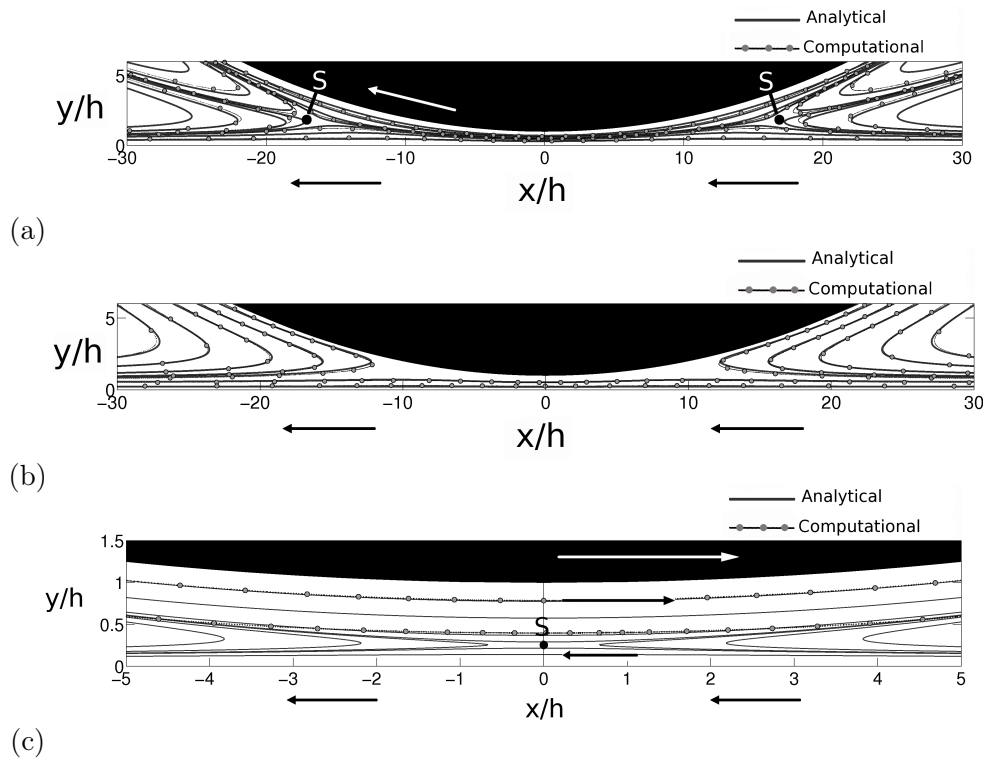 Analytical
Computational
5
0
y/h
S S
−30 −20 −10 0 10 20 30
x/h
(a)
Analytical
Computational
5
0
y/h
−30 −20 −10 0 10 20 30
x/h
(b)
Analytical
Computational
1.5
1
0.5
0
y/h
S
−5 −4 −3 −2 −1 0 1 2 3 4 5
x/h
(c)